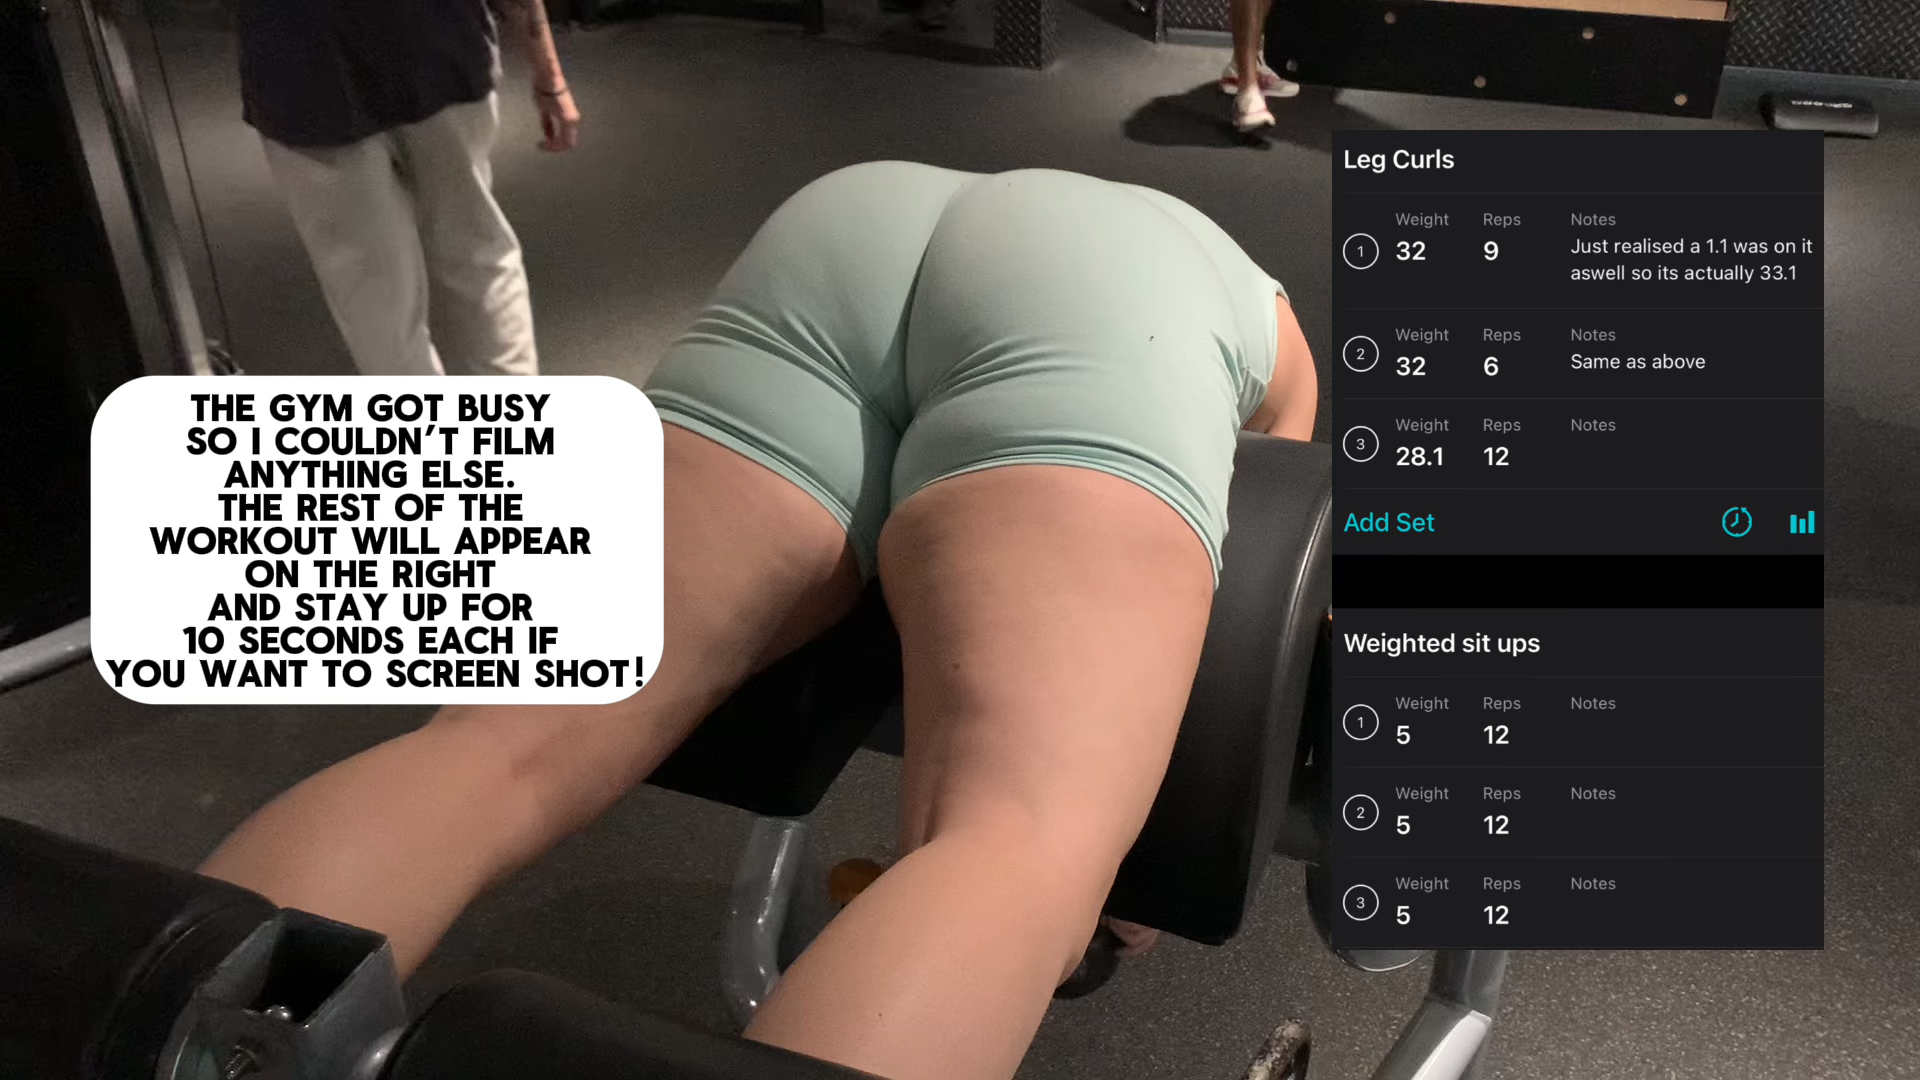 THE GYM GOT BUSY
SO I COULDN'T FILM
ANYTHING ELSE.
THE REST OF THE
WORKOUT WILL APPEAR
ON THE RIGHT
AND STAY UP FOR
10 SECONDS EACH IF
YOU WANT TO SCREEN SHOT!
Leg Curls
Weight Reps Notes
1 32 9 Just realised a 1.1 was on it
aswell so its actually 33.1
Weight Reps Notes
2 32 6 Same as above
Weight Reps Notes
3 28.1 12
Add Set
Weighted sit ups
Weight Reps Notes
1 5 12
Weight Reps Notes
2 5 12
Weight Reps Notes
3 5 12